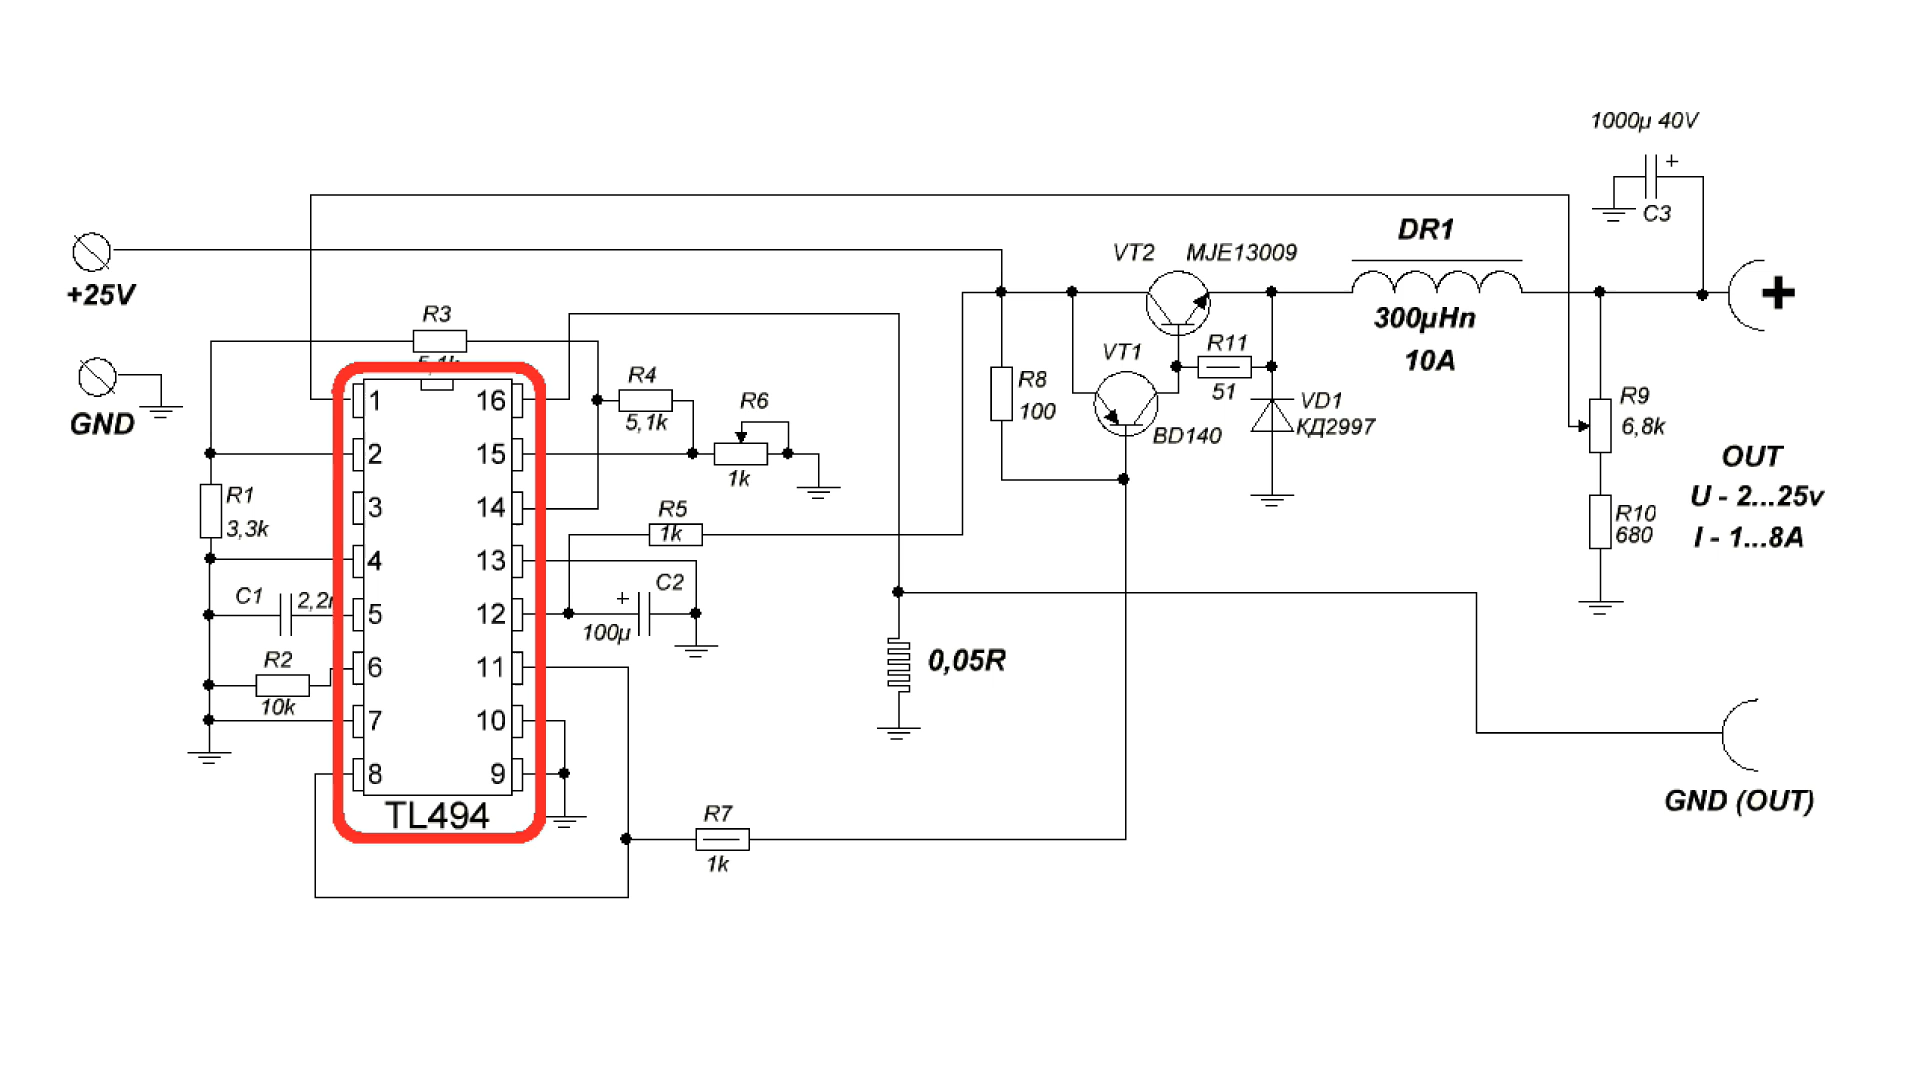 1000µ 40V
+
C3
DR1
VT2
MJE13009
+25V
+
R3
300µHn
10A
R11
VT1
51
R4
5,1k
R8
100
R6
1k
VD1
КД2997
BD140
R9
6,8k
GND
OUT
U - 2...25v
I - 1...8A
R10
680
R1
3,3k
R5
1k
C1
C2
+
100µ
R2
10k
0,05R
1
2
3
4
5
6
7
8
16
15
14
13
12
11
10
9
TL494
R7
1k
GND (OUT)